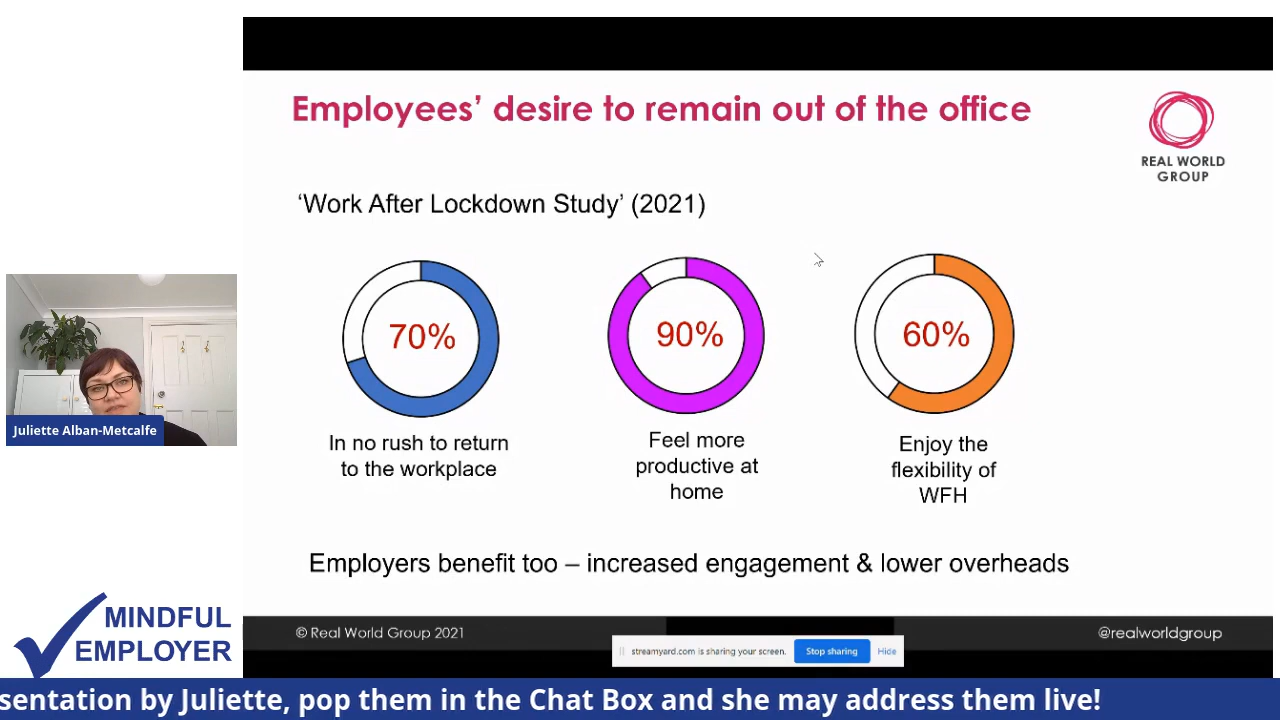 Employees’ desire to remain out of the office
REAL WORLD
GROUP
‘Work After Lockdown Study’ (2021)
70%
90%
60%
In no rush to return
to the workplace
Feel more
productive at
home
Enjoy the
flexibility of
WFH
Employers benefit too – increased engagement & lower overheads
Juliette Alban-Metcalfe
MINDFUL
EMPLOYER
© Real World Group 2021
@realworldgroup
streamyard.com is sharing your screen.
Stop sharing
Hide
sentation by Juliette, pop them in the Chat Box and she may address them live!